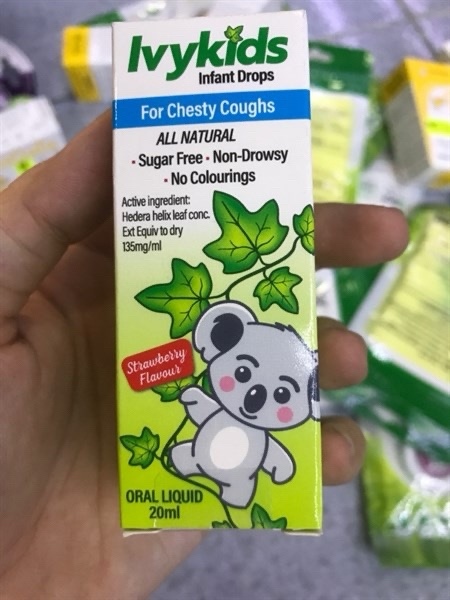 Ivykids
Infant Drops
For Chesty Coughs
ALL NATURAL
• Sugar Free • Non-Drowsy
• No Colourings
Active ingredient:
Hedera helix leaf conc.
Ext Equiv to dry
135mg/ml
Strawberry
Flavour
ORAL LIQUID
20ml